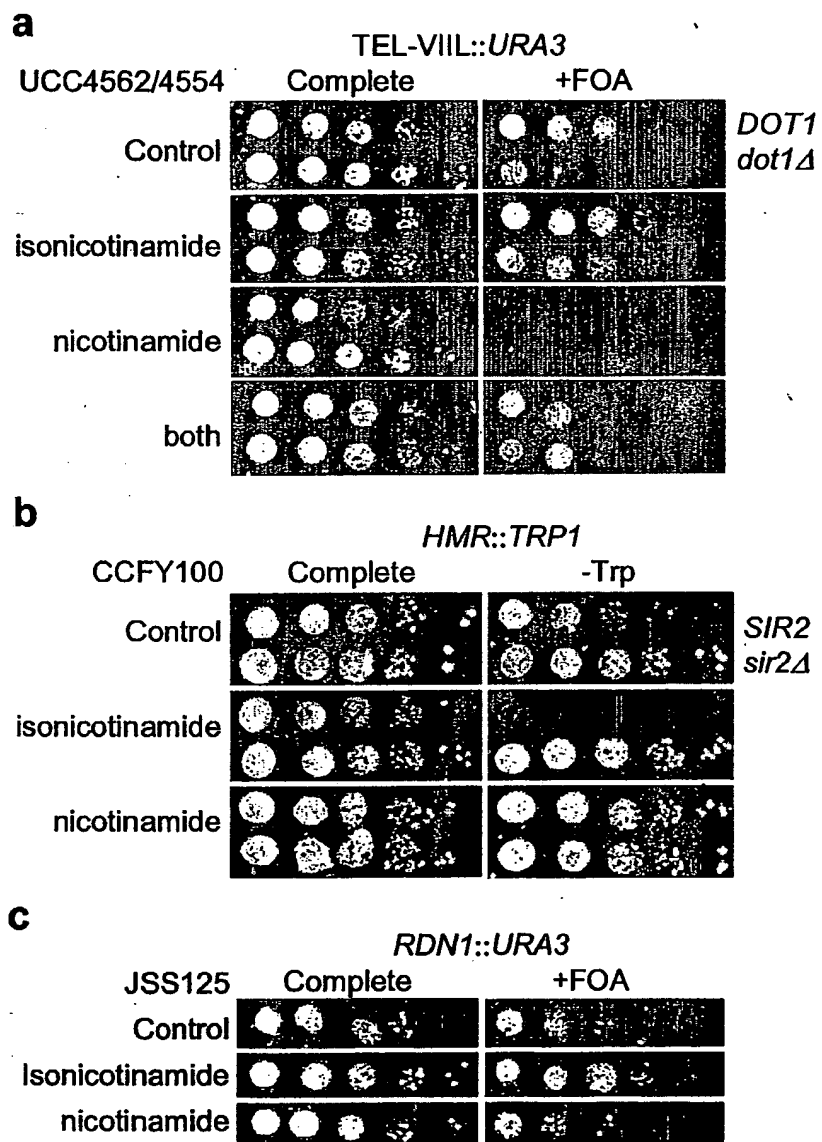 a
TEL-VIIL::URA3
UCC4562/4554 Complete +FOA
Control DOT1
dot1Δ
isonicotinamide
nicotinamide
both
b
HMR::TRP1
CCFY100 Complete -Trp
Control SIR2
sir2Δ
isonicotinamide
nicotinamide
c
RDN1::URA3
JSS125 Complete +FOA
Control
Isonicotinamide
nicotinamide